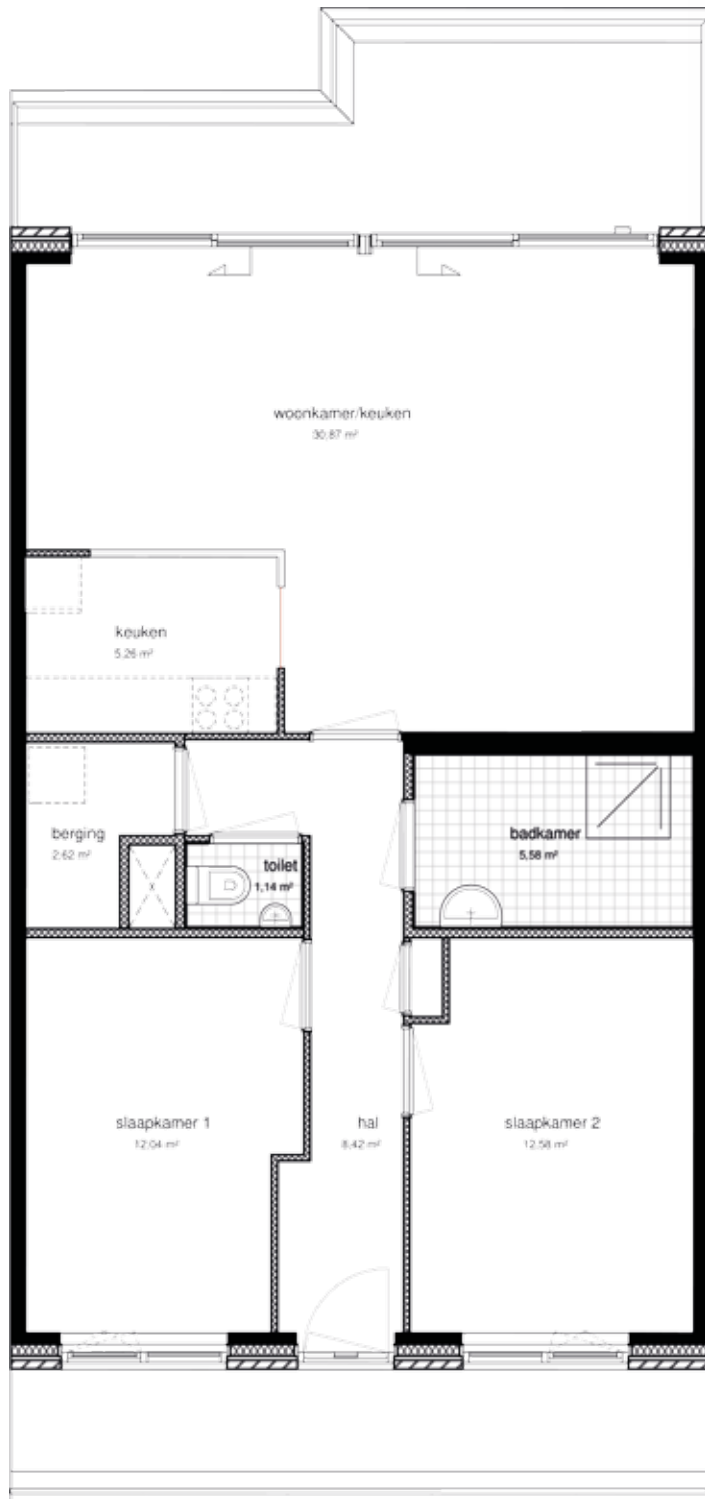 woonkamer/keuken
30,87 m²
keuken
5,26 m²
berging
2,62 m²
toilet
1,14 m²
badkamer
5,58 m²
slaapkamer 1
12,04 m²
hal
8,42 m²
slaapkamer 2
12,58 m²